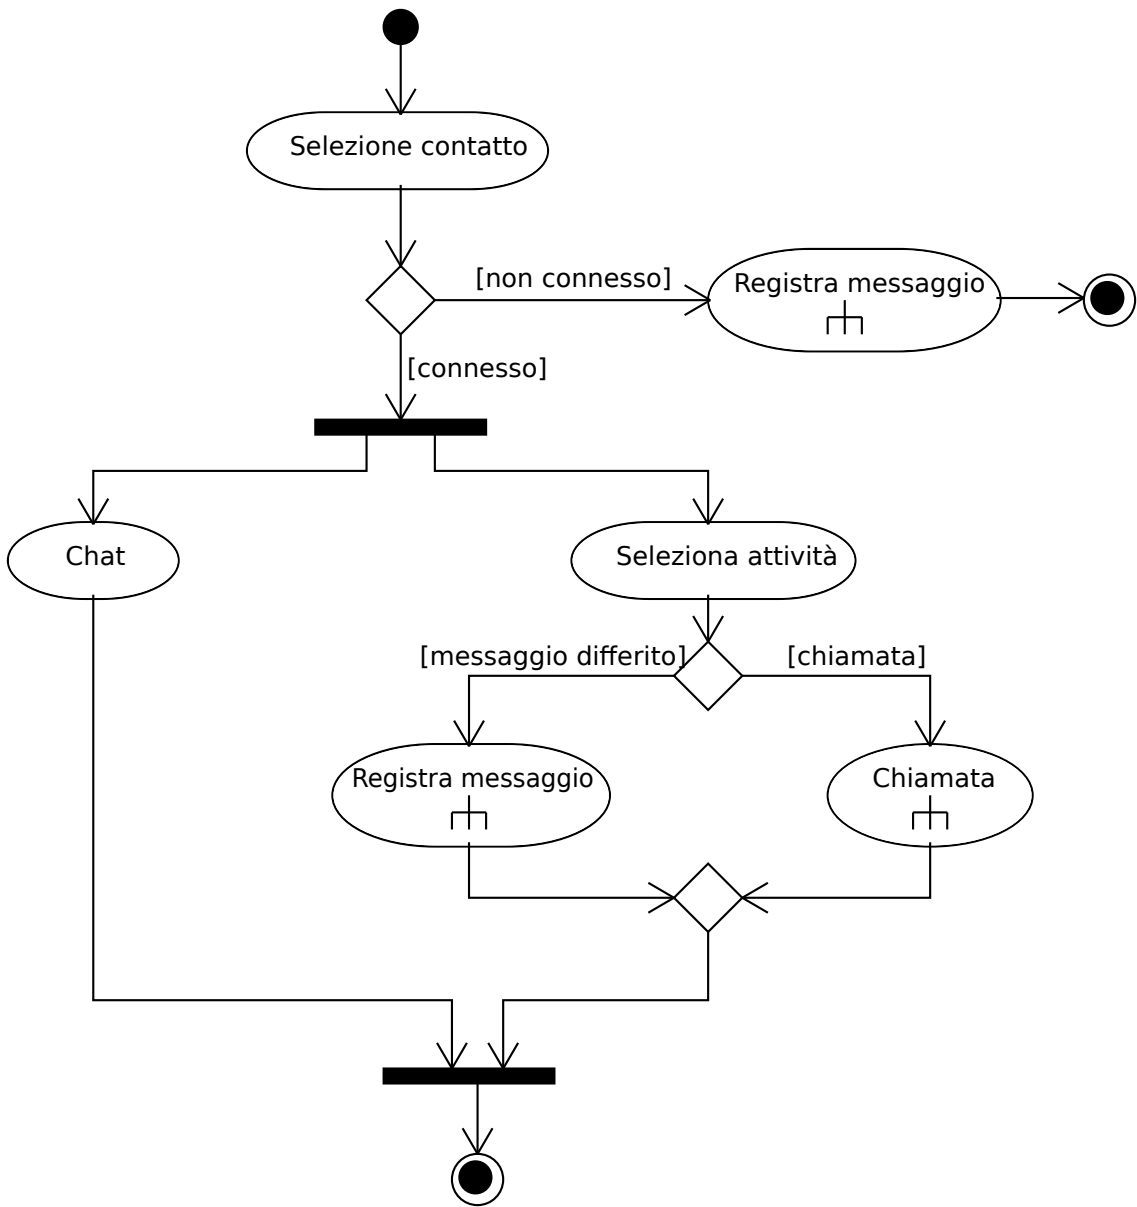 Selezione contatto
[non connesso]
Registra messaggio
[connesso]
Chat
Seleziona attività
[messaggio differito]
[chiamata]
Registra messaggio
Chiamata